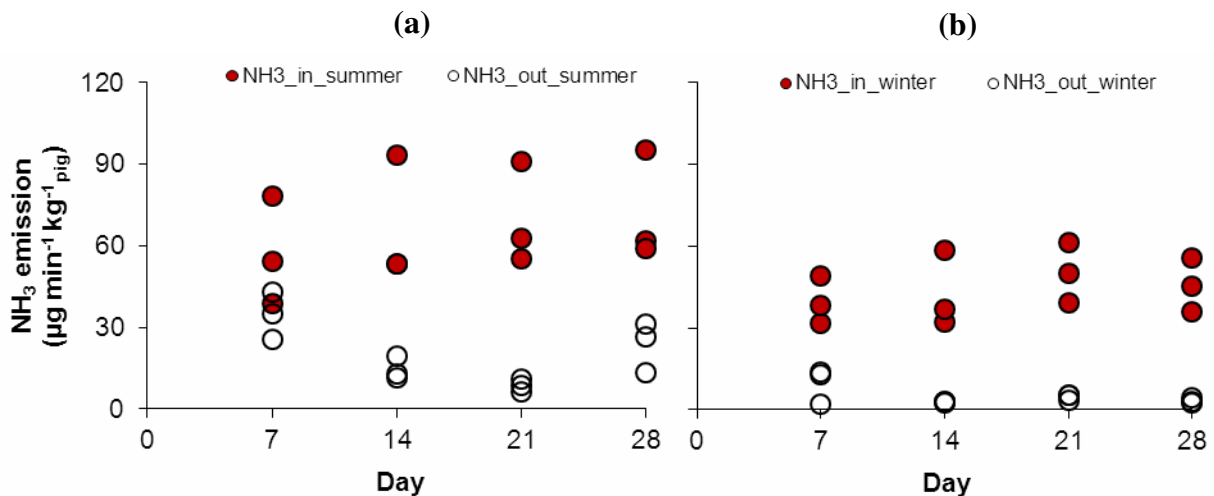 (a)
(b)
NH3_in_summer NH3_out_summer
NH3_in_winter NH3_out_winter
NH₃ emission
(µg min⁻¹ kg⁻¹pig)
120
90
60
30
0
0 7 14 21 28
Day
0 7 14 21 28
Day